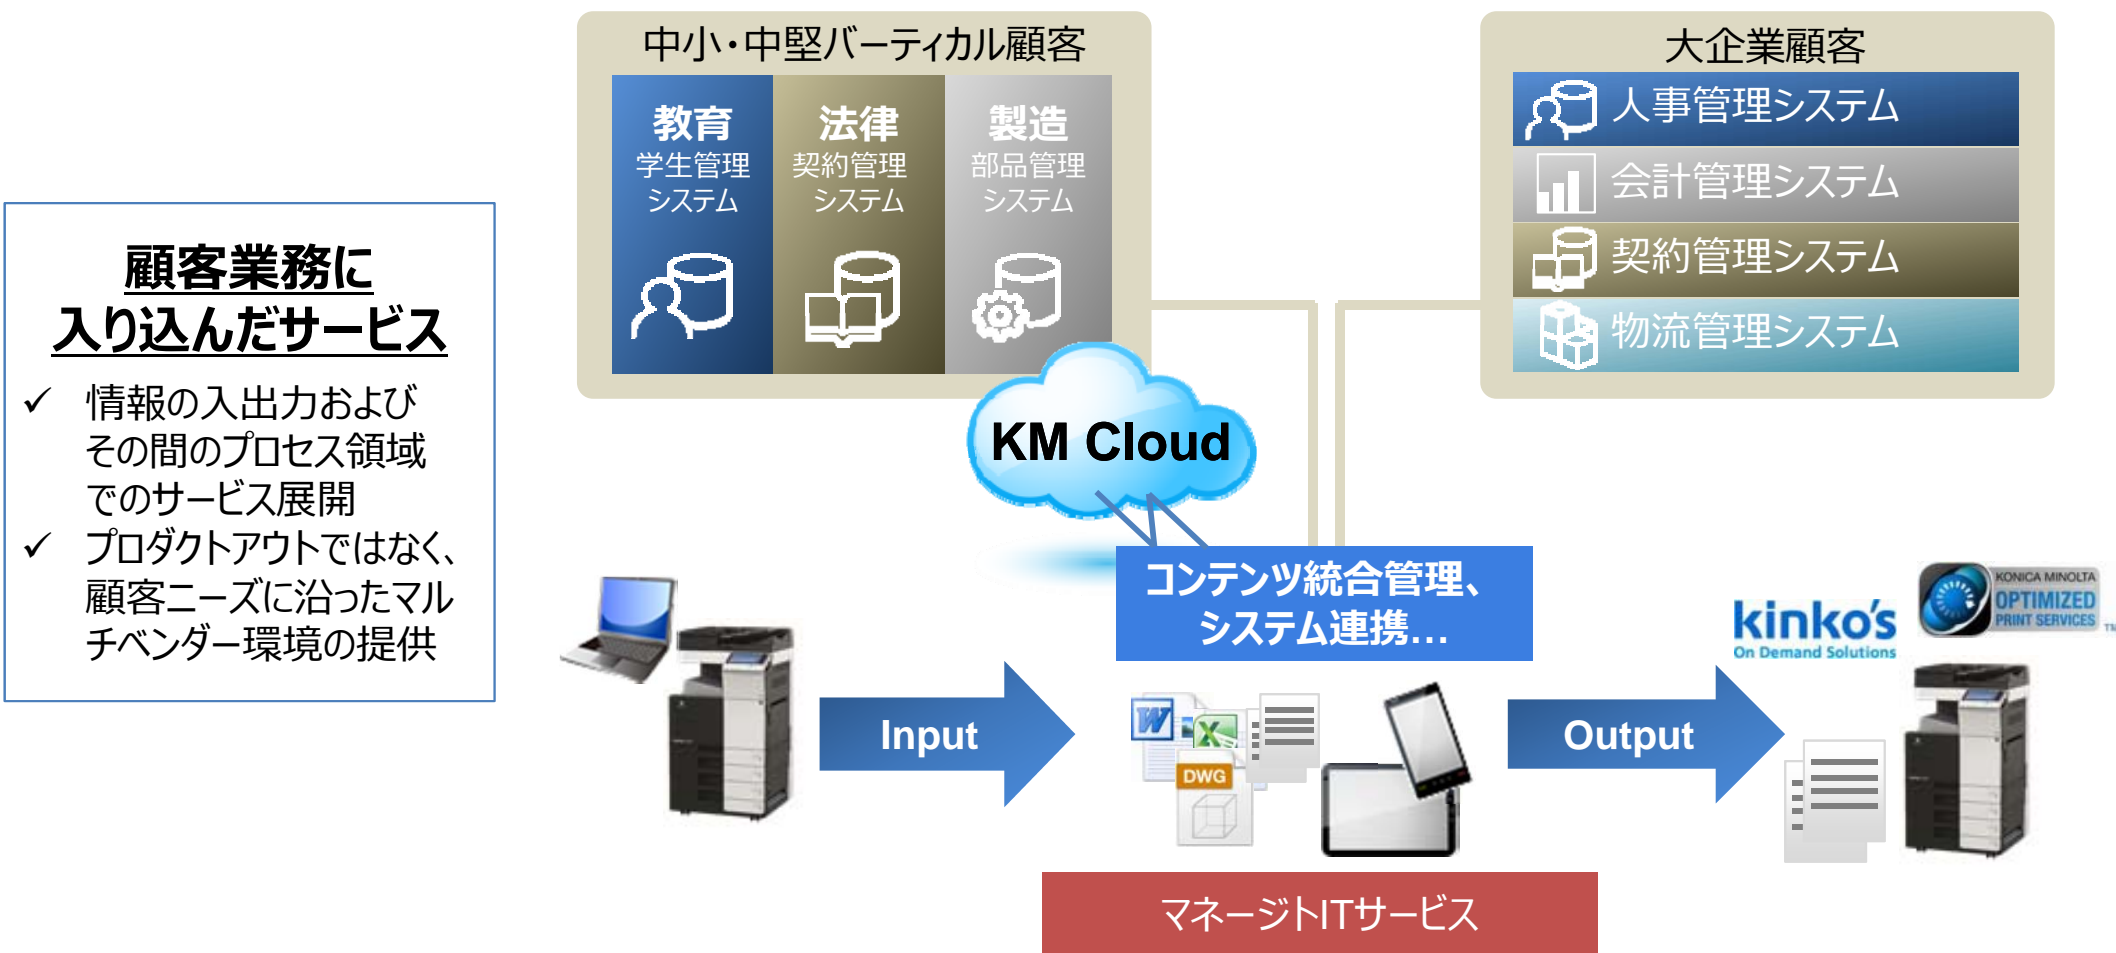 中小・中堅バーティカル顧客
教育
学生管理
システム
法律
契約管理
システム
製造
部品管理
システム
大企業顧客
人事管理システム
会計管理システム
契約管理システム
物流管理システム
顧客業務に
入り込んだサービス
✓ 情報の入出力および
その間のプロセス領域
でのサービス展開
✓ プロダクトアウトではなく、
顧客ニーズに沿ったマル
チベンダー環境の提供
KM Cloud
コンテンツ統合管理、
システム連携...
Input
W
X
DWG
Output
kinko's
On Demand Solutions
KONICA MINOLTA
OPTIMIZED
PRINT SERVICES
TM
マネージトITサービス